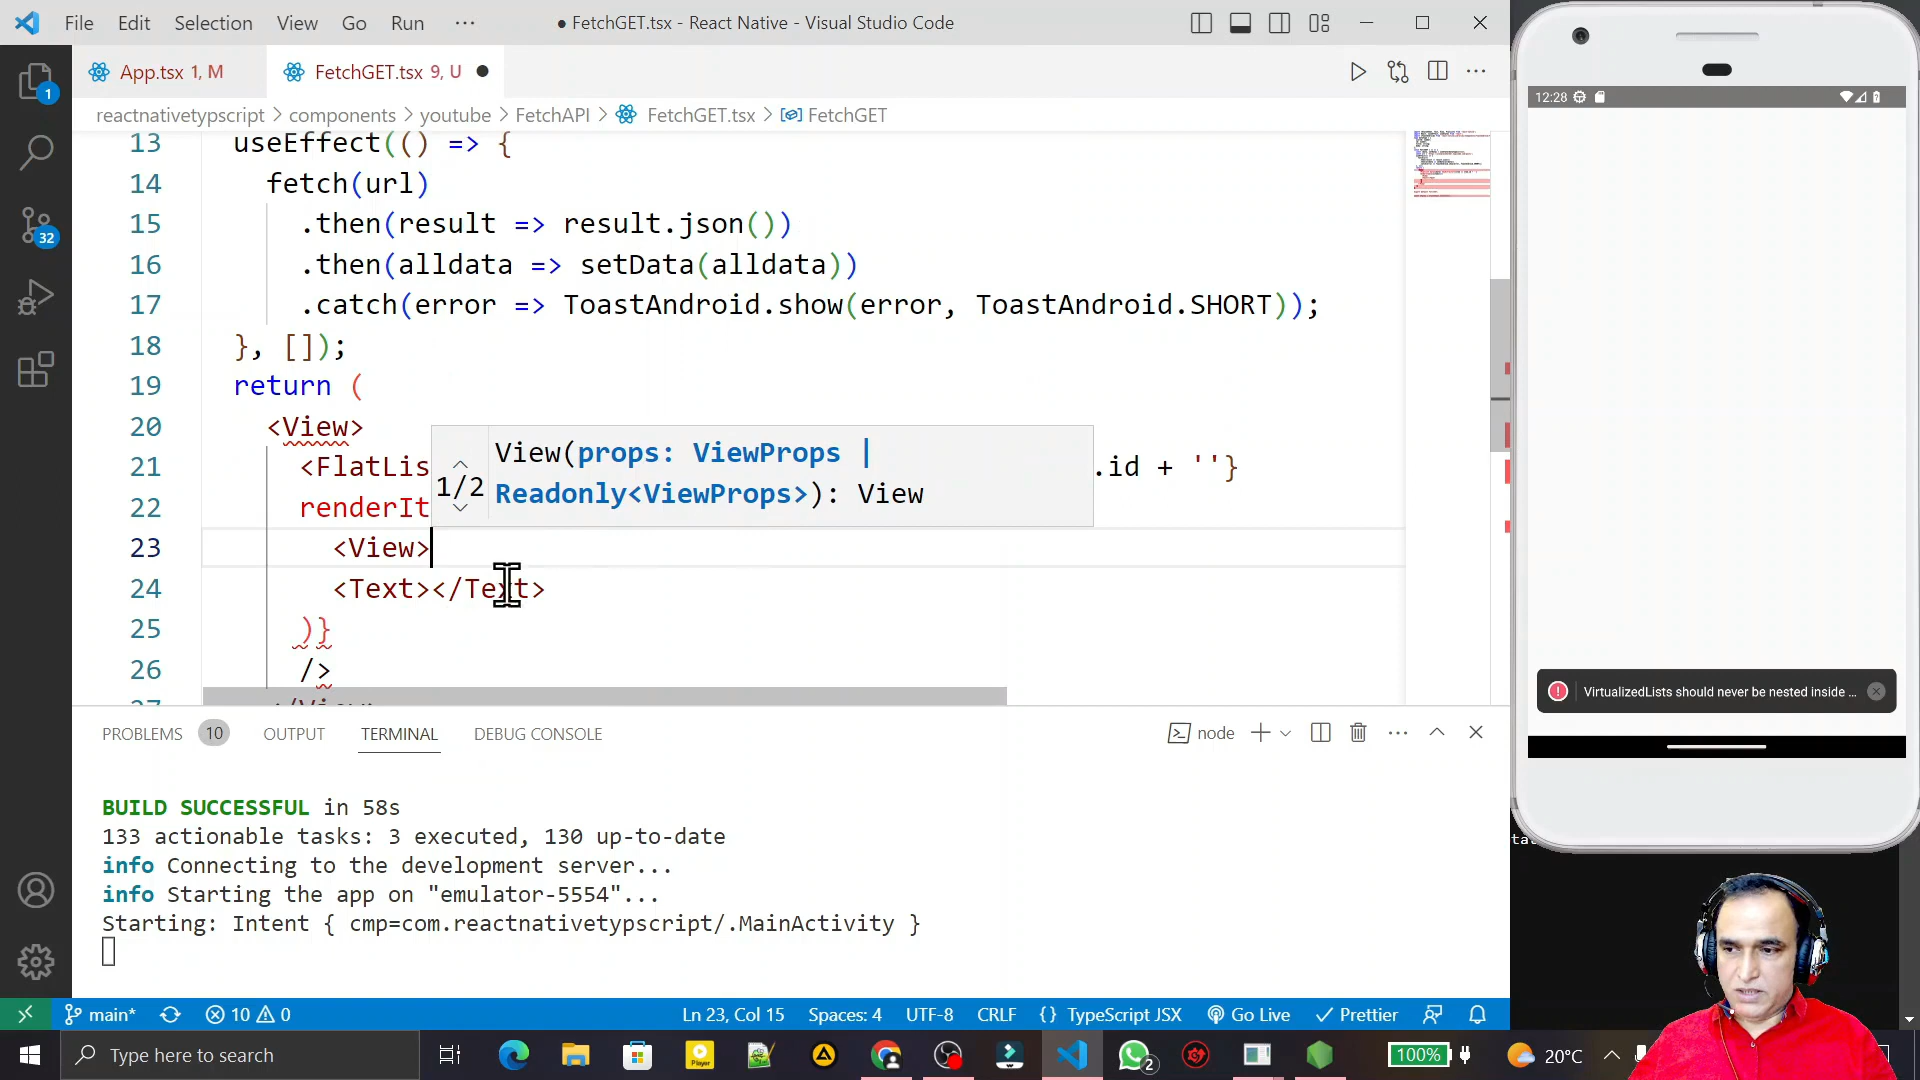 File Edit Selection View Go Run ··· ● FetchGET.tsx - React Native - Visual Studio Code
App.tsx 1, M FetchGET.tsx 9, U ●
reactnativetypscript > components > youtube > FetchAPI > FetchGET.tsx > FetchGET
13 useEffect(() => {
14 fetch(url)
15 .then(result => result.json())
16 .then(alldata => setData(alldata))
17 .catch(error => ToastAndroid.show(error, ToastAndroid.SHORT));
18 }, []);
19 return (
20 <View>
21 <FlatLis .id + ''}
22 renderIt
View(props: ViewProps |
1/2
Readonly<ViewProps>): View
23 <View>
24 <Text></Text>
25 )}
26 />
PROBLEMS 10 OUTPUT TERMINAL DEBUG CONSOLE node
BUILD SUCCESSFUL in 58s
133 actionable tasks: 3 executed, 130 up-to-date
info Connecting to the development server...
info Starting the app on "emulator-5554"...
Starting: Intent { cmp=com.reactnativetypscript/.MainActivity }
1
32
main* 10 0 Ln 23, Col 15 Spaces: 4 UTF-8 CRLF {} TypeScript JSX Go Live Prettier
Type here to search Player 2 100% 20°C
12:28
VirtualizedLists should never be nested inside ...